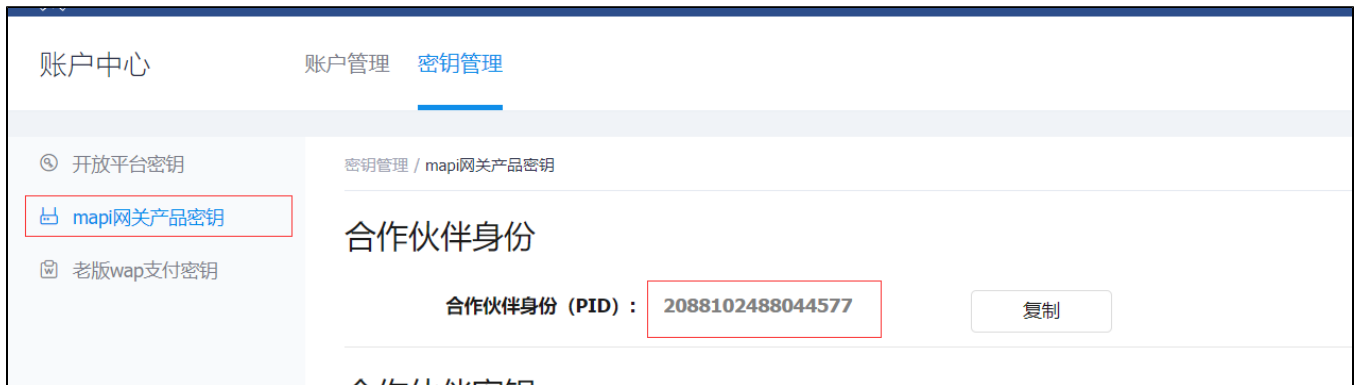 账户中心
账户管理
密钥管理
开放平台密钥
mapi网关产品密钥
老版wap支付密钥
密钥管理 / mapi网关产品密钥
合作伙伴身份
合作伙伴身份（PID）： 2088102488044577
复制